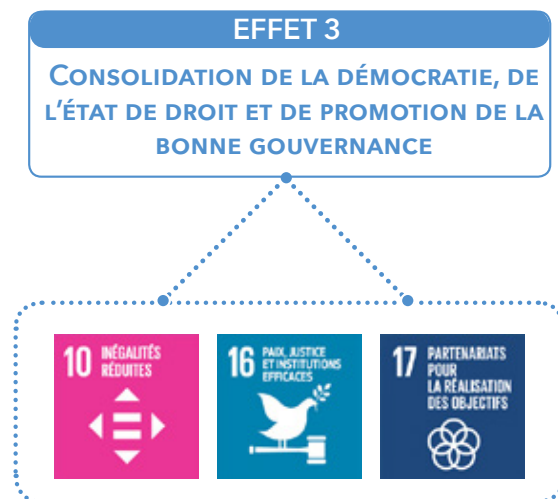 EFFET 3
CONSOLIDATION DE LA DÉMOCRATIE, DE
L'ÉTAT DE DROIT ET DE PROMOTION DE LA
BONNE GOUVERNANCE
10 INÉGALITÉS
RÉDUITES
16 PAIX, JUSTICE
ET INSTITUTIONS
EFFICACES
17 PARTENARIATS
POUR
LA RÉALISATION
DES OBJECTIFS